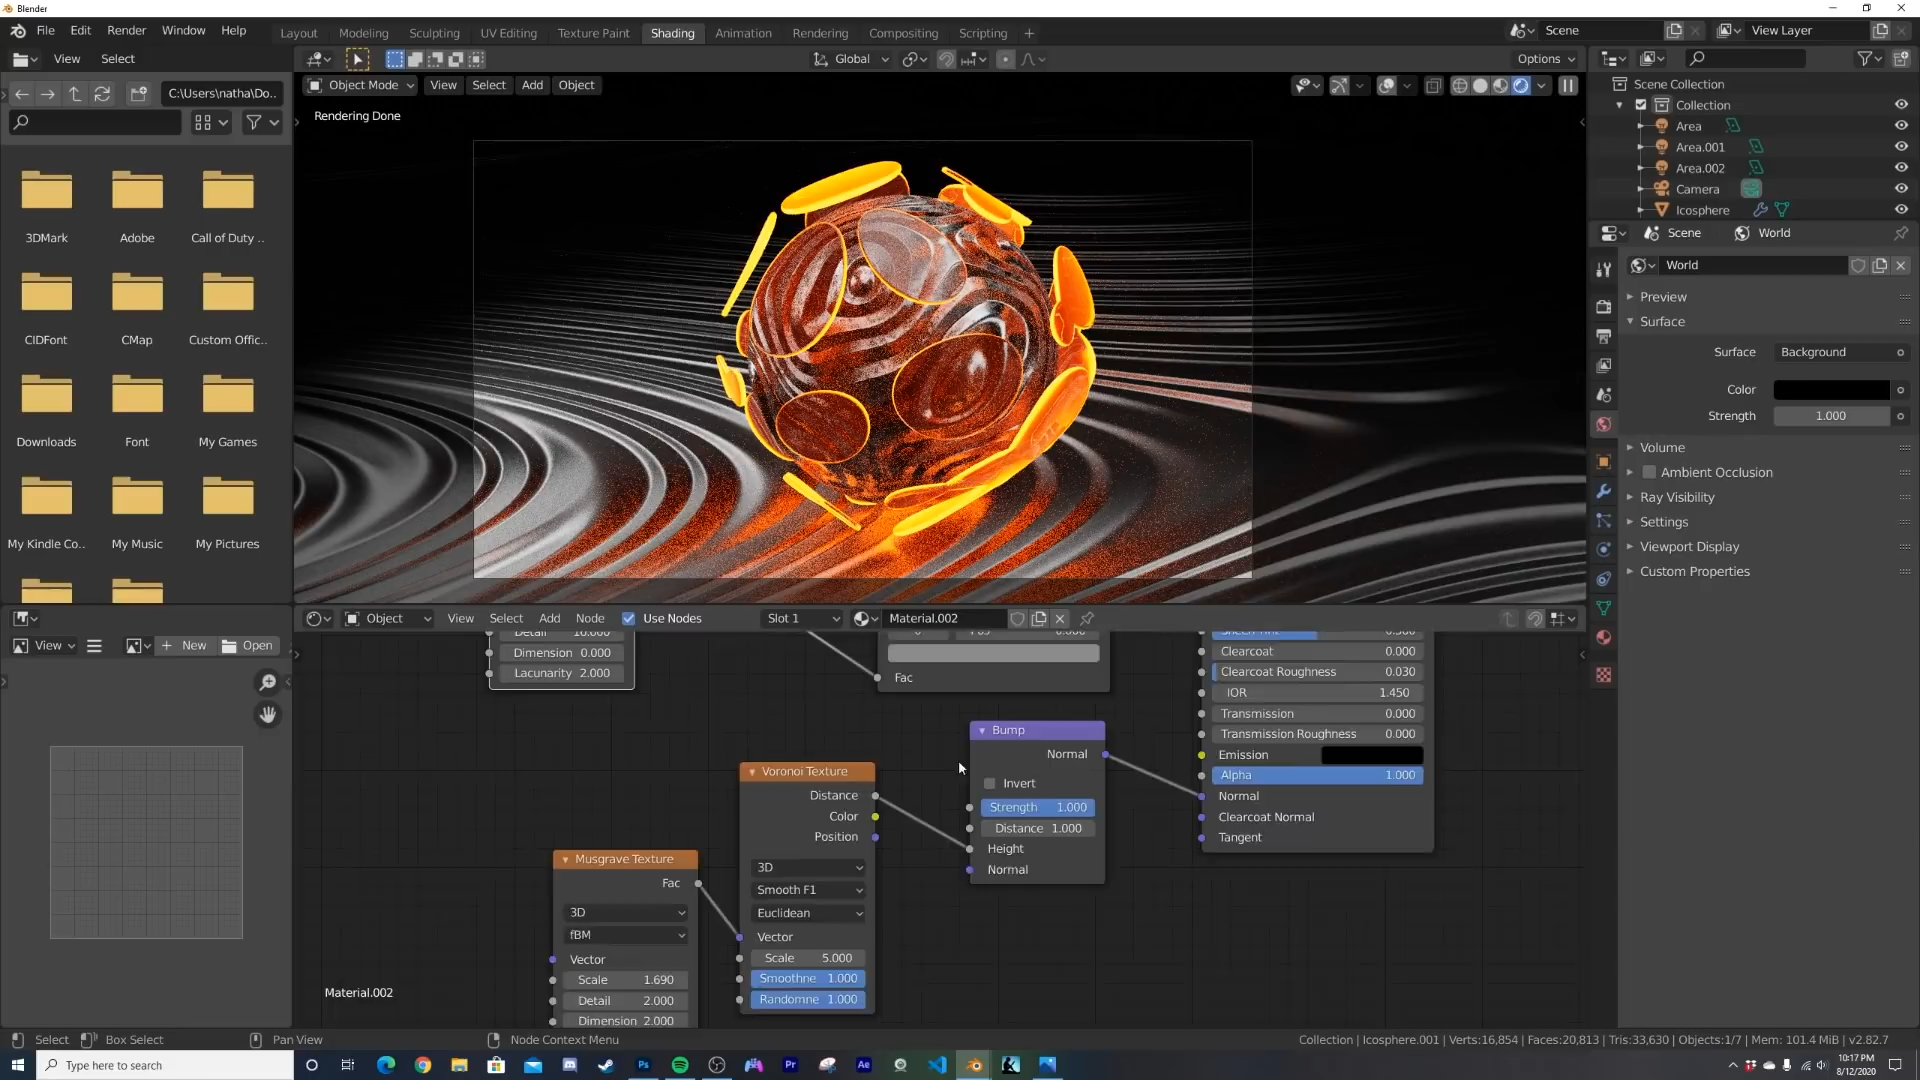 Blender
File Edit Render Window Help
Layout Modeling Sculpting UV Editing Texture Paint Shading Animation Rendering Compositing Scripting +
Scene
View Layer
View Select
Global
Options
C:\Users\natha\Do..
Object Mode View Select Add Object
Rendering Done
Scene Collection
Collection
Area
Area.001
Area.002
Camera
Icosphere
Scene World
World
Preview
Surface
Surface Background
Color
Strength 1.000
Volume
Ambient Occlusion
Ray Visibility
Settings
Viewport Display
Custom Properties
3DMark Adobe Call of Duty ..
CIDFont CMap Custom Offic..
Downloads Font My Games
My Kindle Co.. My Music My Pictures
View New Open
Object View Select Add Node Use Nodes Slot 1 Material.002
Detail 16.000
Dimension 0.000
Lacunarity 2.000
Fac
Clearcoat 0.000
Clearcoat Roughness 0.030
IOR 1.450
Transmission 0.000
Transmission Roughness 0.000
Emission
Alpha 1.000
Normal
Clearcoat Normal
Tangent
Bump
Normal
Invert
Strength 1.000
Distance 1.000
Height
Normal
Voronoi Texture
Distance
Color
Position
3D
Smooth F1
Euclidean
Vector
Scale 5.000
Smoothne 1.000
Randomne 1.000
Musgrave Texture
Fac
3D
fBM
Vector
Scale 1.690
Detail 2.000
Dimension 2.000
Material.002
Select Box Select Pan View Node Context Menu
Collection | Icosphere.001 | Verts:16,854 | Faces:20,813 | Tris:33,630 | Objects:1/7 | Mem: 101.4 MiB | v2.82.7
Type here to search
Ps Pr Ae
10:17 PM
8/12/2020